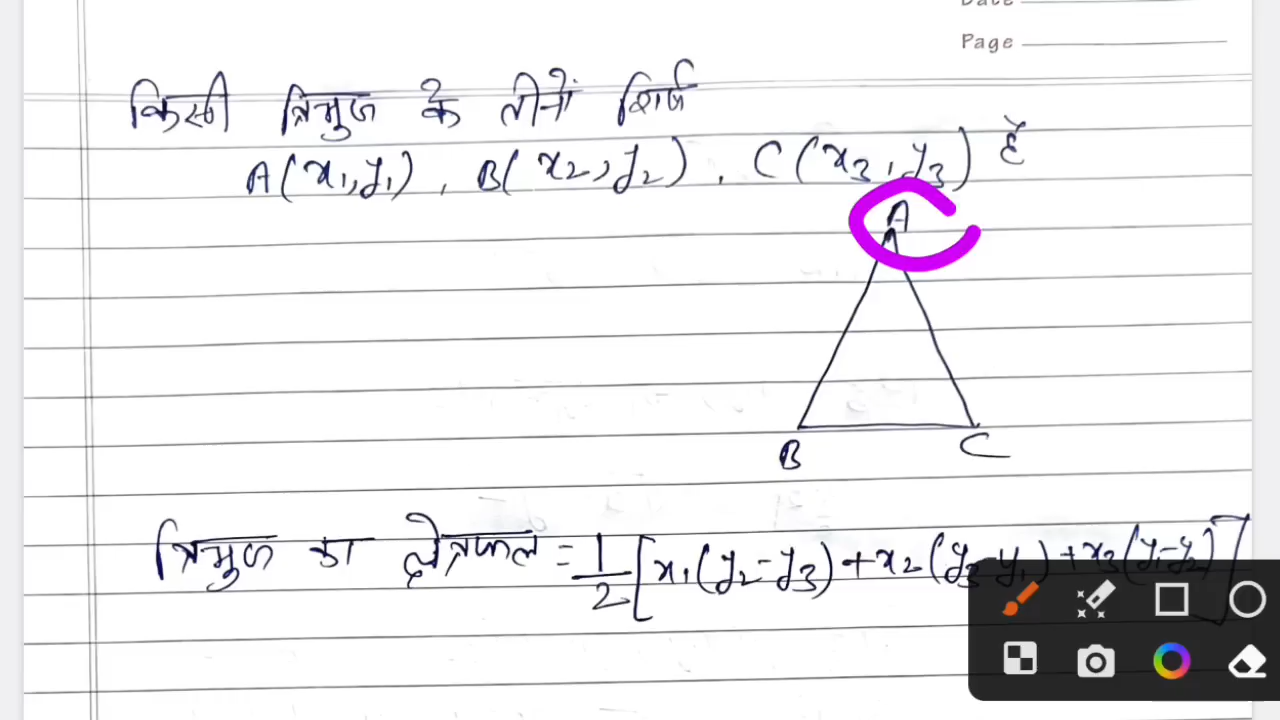 Page
किसी त्रिभुज के तीनों शिर्ष
A(x₁,y₁), B(x₂,y₂), C(x₃,y₃) है
A
B C
त्रिभुज का क्षेत्रफल = 1/2 [x₁(y₂-y₃)+x₂(y₃-y₁)+x₃(y₁-y₂)]